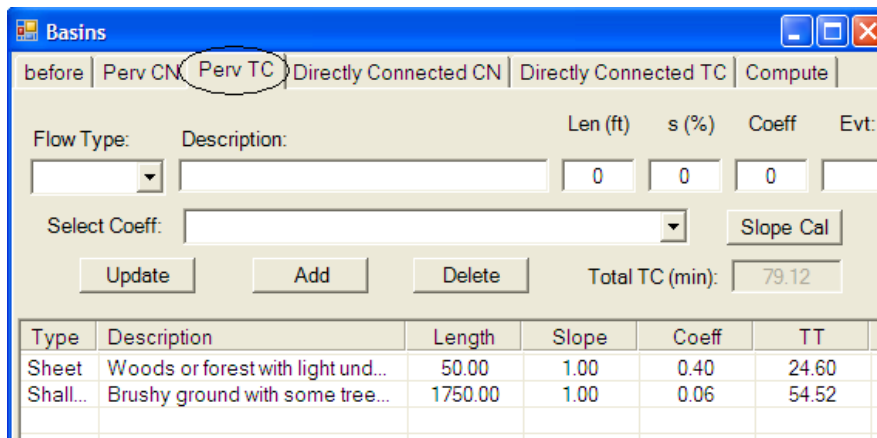 Basins
before Perv CN Perv TC Directly Connected CN Directly Connected TC Compute
Len (ft) s (%) Coeff Evt:
Flow Type: Description:
0 0 0
Select Coeff: Slope Cal
Update Add Delete Total TC (min): 79.12
Type Description Length Slope Coeff TT
Sheet Woods or forest with light und... 50.00 1.00 0.40 24.60
Shall... Brushy ground with some tree... 1750.00 1.00 0.06 54.52